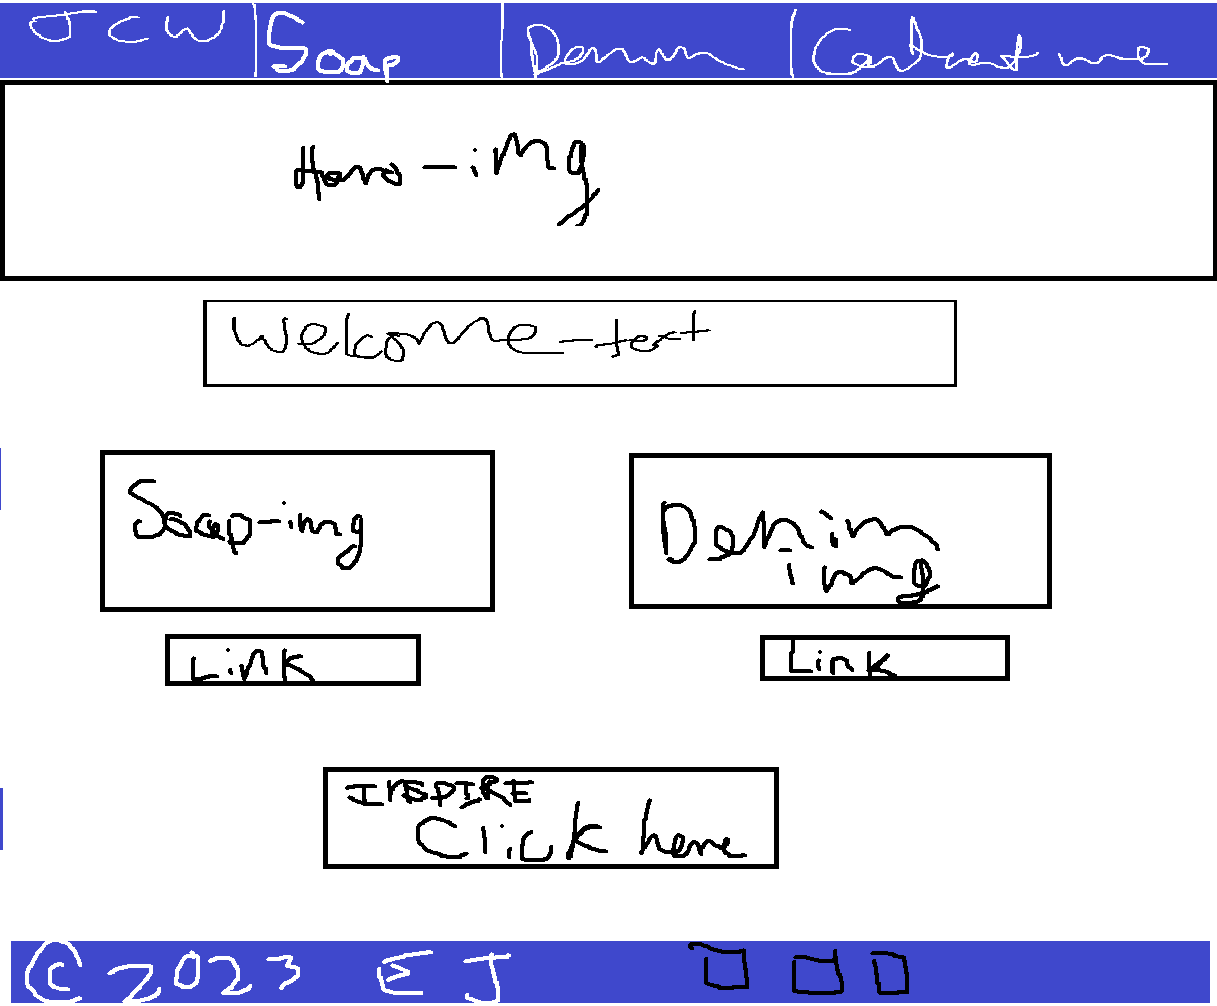 JCW Soap Denim Contact me
Hero-img
Welcome-text
Soap-img
Denim
img
Link
Link
INSPIRE
Click here
© 2023 EJ